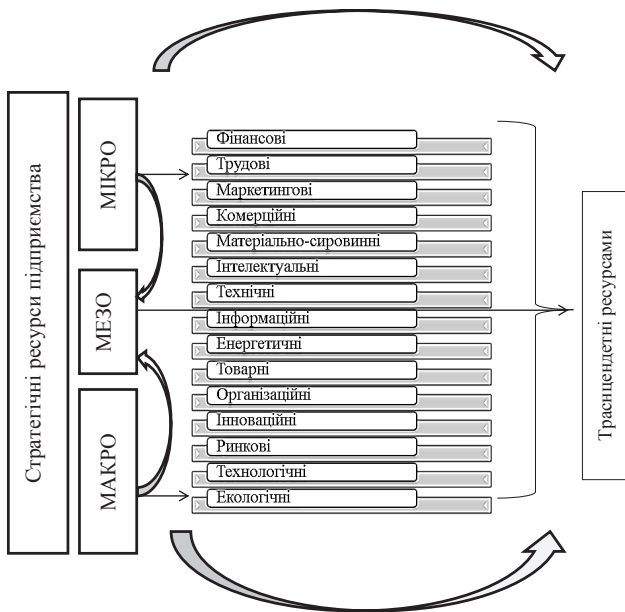 Стратегічні ресурси підприємства
МІКРО
МЕЗО
МАКРО
Фінансові
Трудові
Маркетингові
Комерційні
Матеріально-сировинні
Інтелектуальні
Технічні
Інформаційні
Енергетичні
Товарні
Організаційні
Інноваційні
Ринкові
Технологічні
Екологічні
Траснцендетні ресурсами